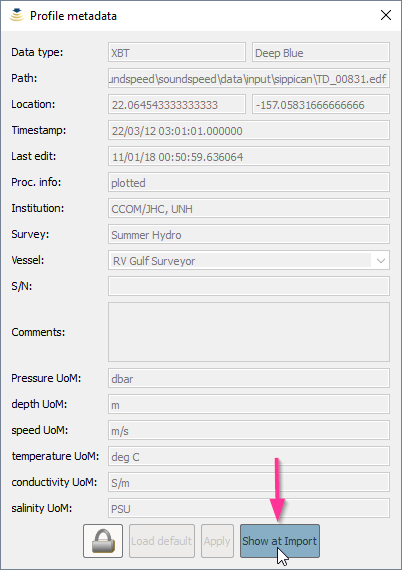 Profile metadata
Data type: XBT Deep Blue
Path: undspeed\soundspeed\data\input\sippican\TD_00831.edf
Location: 22.064543333333333 -157.05831666666666
Timestamp: 22/03/12 03:01:01.000000
Last edit: 11/01/18 00:50:59.636064
Proc. info: plotted
Institution: CCOM/JHC, UNH
Survey: Summer Hydro
Vessel: RV Gulf Surveyor
S/N:
Comments:
Pressure UoM: dbar
depth UoM: m
speed UoM: m/s
temperature UoM: deg C
conductivity UoM: S/m
salinity UoM: PSU
Load default Apply Show at Import